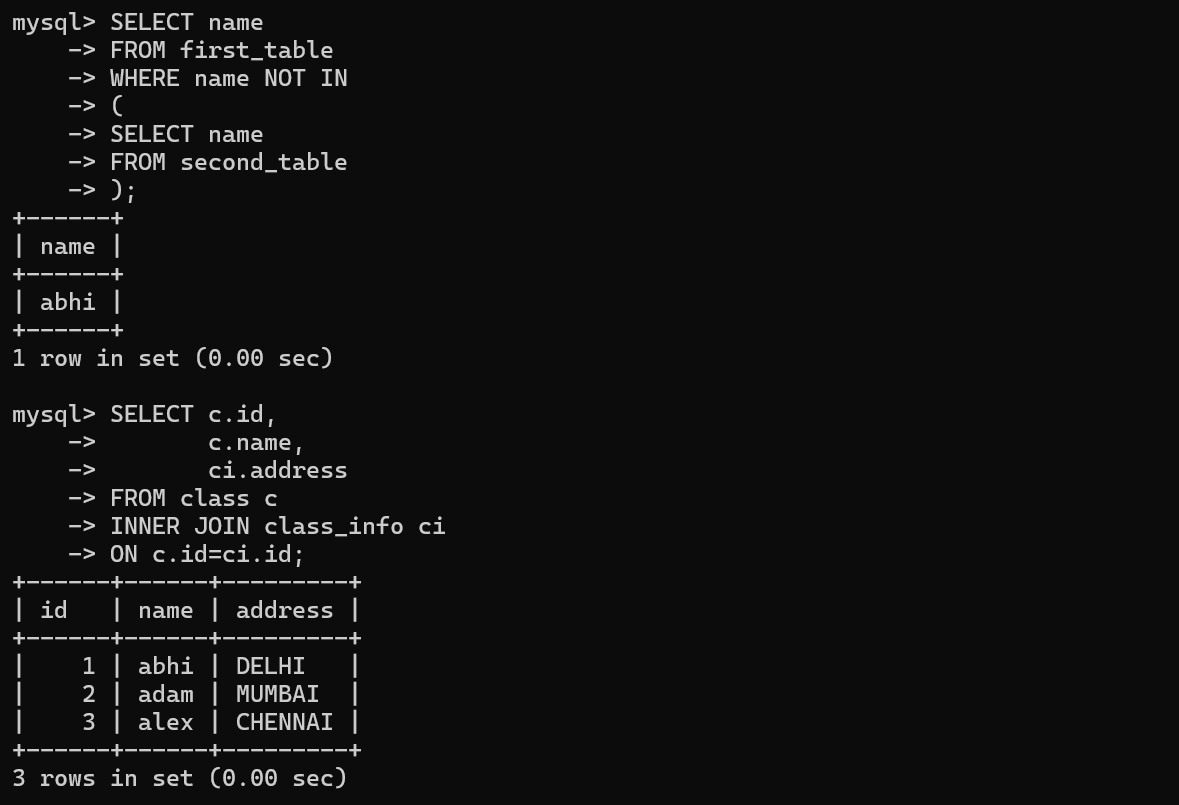 mysql> SELECT name
    -> FROM first_table
    -> WHERE name NOT IN
    -> (
    -> SELECT name
    -> FROM second_table
    -> );
+------+
| name |
+------+
| abhi |
+------+
1 row in set (0.00 sec)

mysql> SELECT c.id,
    ->        c.name,
    ->        ci.address
    -> FROM class c
    -> INNER JOIN class_info ci
    -> ON c.id=ci.id;
+------+------+---------+
| id   | name | address |
+------+------+---------+
|    1 | abhi | DELHI   |
|    2 | adam | MUMBAI  |
|    3 | alex | CHENNAI |
+------+------+---------+
3 rows in set (0.00 sec)